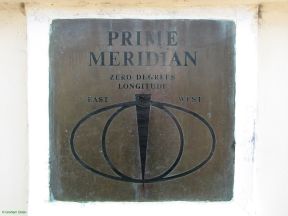 PRIME
MERIDIAN
ZERO DEGREES
LONGITUDE
EAST WEST